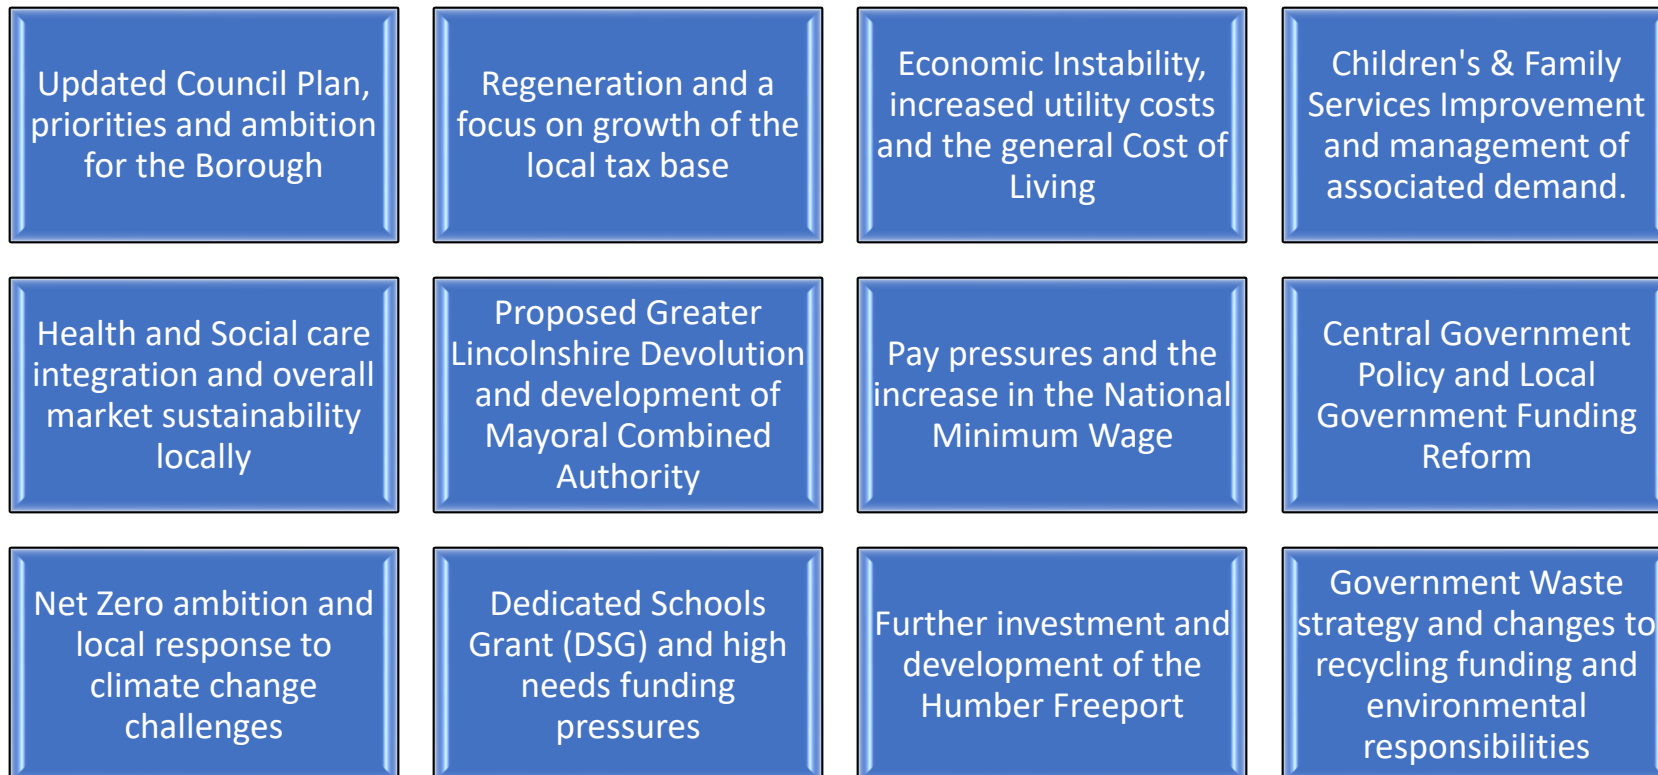 Updated Council Plan,
priorities and ambition
for the Borough
Regeneration and a
focus on growth of the
local tax base
Economic Instability,
increased utility costs
and the general Cost of
Living
Children's & Family
Services Improvement
and management of
associated demand.
Health and Social care
integration and overall
market sustainability
locally
Proposed Greater
Lincolnshire Devolution
and development of
Mayoral Combined
Authority
Pay pressures and the
increase in the National
Minimum Wage
Central Government
Policy and Local
Government Funding
Reform
Net Zero ambition and
local response to
climate change
challenges
Dedicated Schools
Grant (DSG) and high
needs funding
pressures
Further investment and
development of the
Humber Freeport
Government Waste
strategy and changes to
recycling funding and
environmental
responsibilities